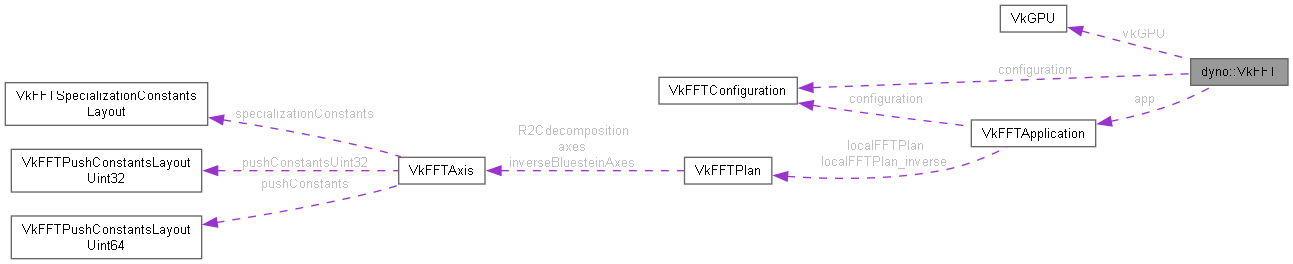 VkGPU
vkGPU
dyno::VkFFT
configuration
VkFFTConfiguration
configuration
app
VkFFTApplication
VkFFTSpecializationConstants
Layout
specializationConstants
R2Cdecomposition
axes
inverseBluesteinAxes
localFFTPlan
localFFTPlan_inverse
VkFFTPushConstantsLayout
Uint32
pushConstantsUint32
VkFFTAxis
VkFFTPlan
pushConstants
VkFFTPushConstantsLayout
Uint64